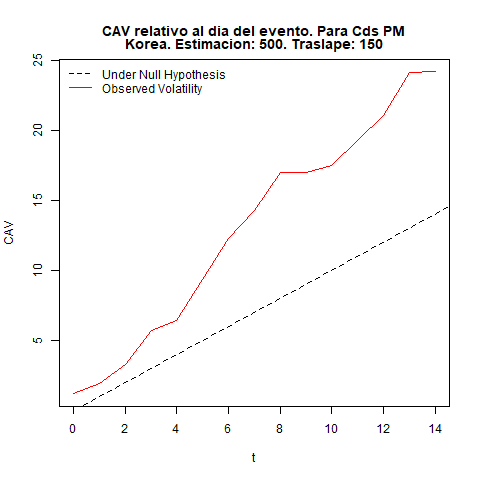 CAV relativo al dia del evento. Para Cds PM
Korea. Estimacion: 500. Traslape: 150
Under Null Hypothesis
Observed Volatility
25
20
15
10
5
CAV
0 2 4 6 8 10 12 14
t